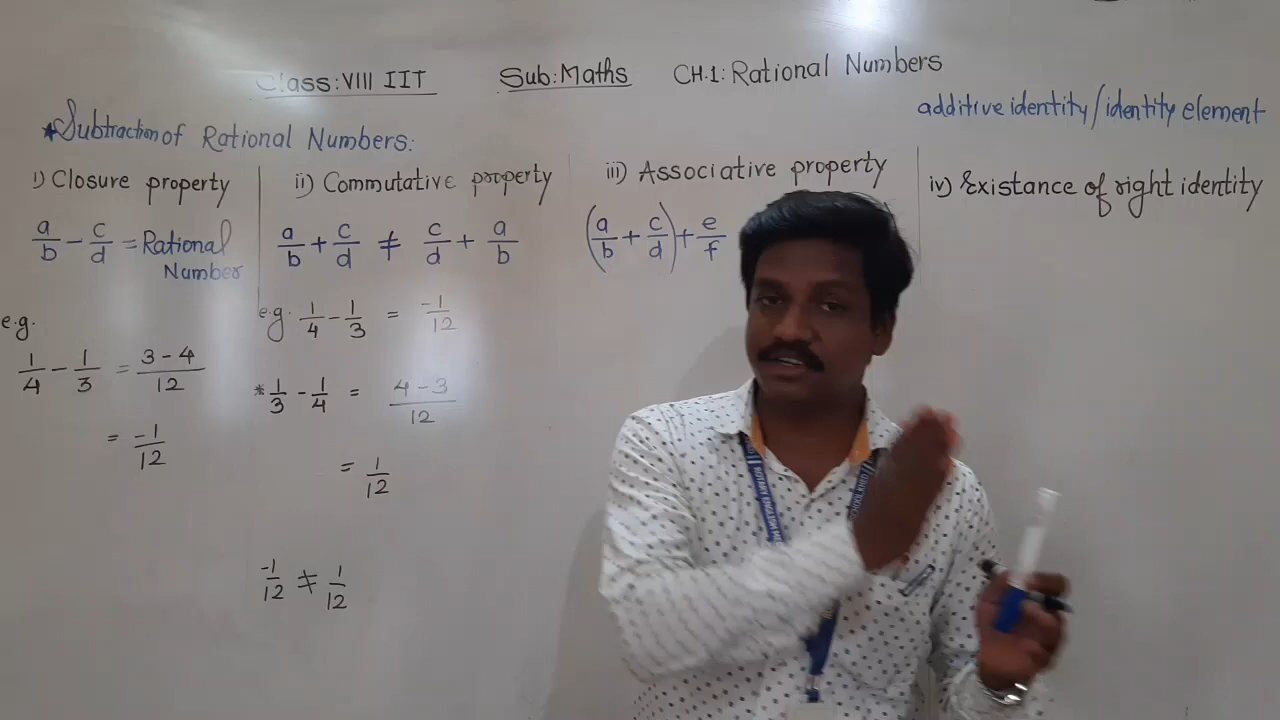 Class: VIII IIT Sub: Maths CH.1: Rational Numbers
additive identity/identity element
*Subtraction of Rational Numbers:
i) Closure property
a/b - c/d = Rational Number
e.g.
1/4 - 1/3 = 3-4/12
= -1/12
ii) Commutative property
a/b + c/d ≠ c/d + a/b
e.g. 1/4 - 1/3 = -1/12
* 1/3 - 1/4 = 4-3/12
= 1/12
-1/12 ≠ 1/12
iii) Associative property
(a/b + c/d) + e/f
iv) Existance of right identity